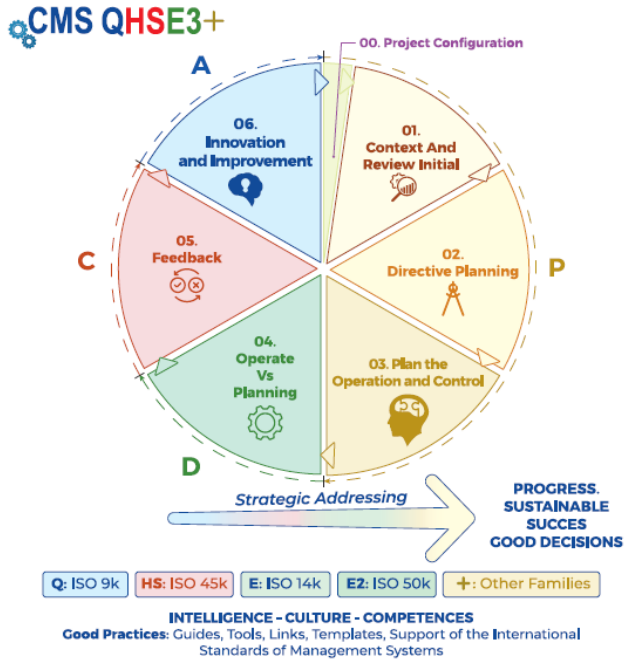 CMS QHSE3+
00. Project Configuration
A
06.
Innovation
and Improvement
01.
Context And
Review Initial
05.
Feedback
C
02.
Directive Planning
P
04.
Operate
Vs
Planning
03. Plan the
Operation and Control
D
Strategic Addressing
PROGRESS.
SUSTAINABLE
SUCCES
GOOD DECISIONS
Q: ISO 9k
HS: ISO 45k
E: ISO 14k
E2: ISO 50k
+: Other Families
INTELLIGENCE - CULTURE - COMPETENCES
Good Practices: Guides, Tools, Links, Templates, Support of the International
Standards of Management Systems